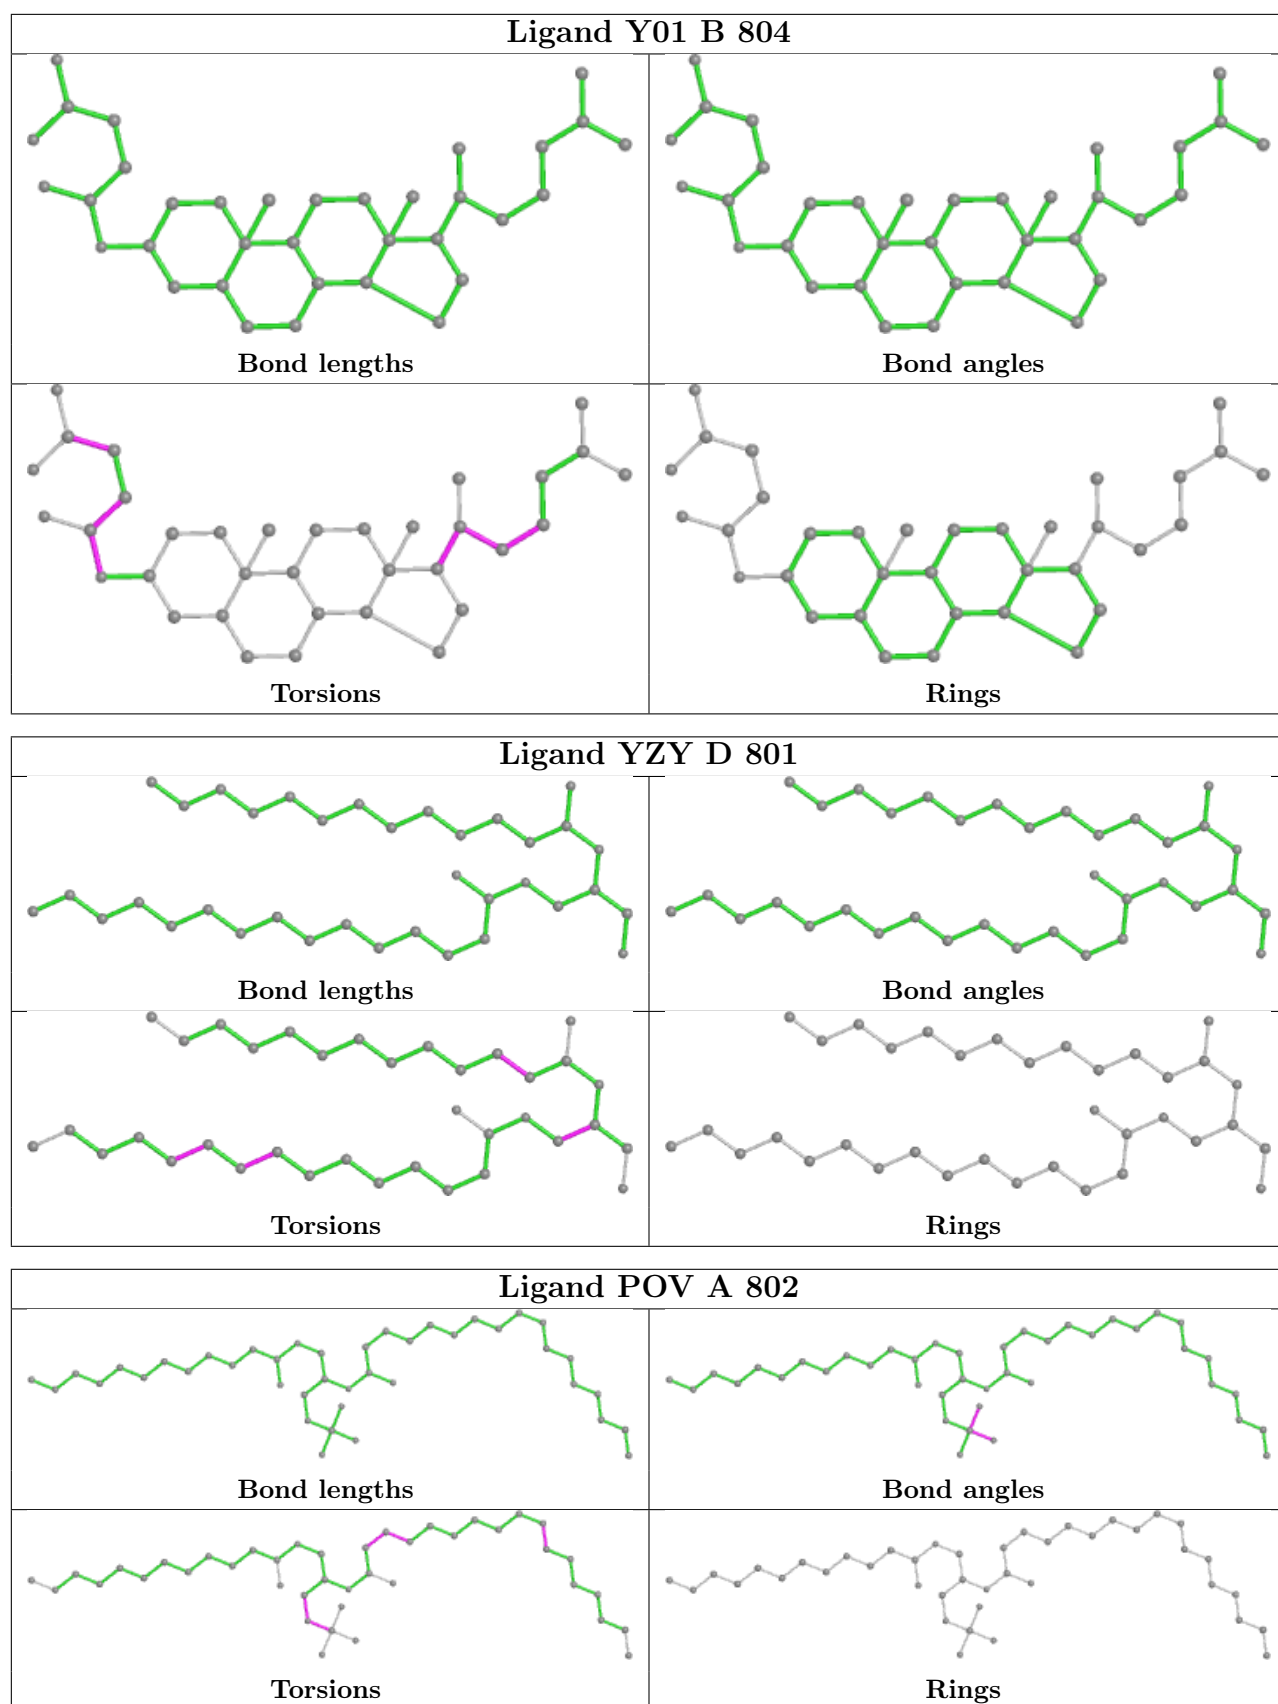 Ligand Y01 B 804
Bond lengths
Bond angles
Torsions
Rings
Ligand YZY D 801
Bond lengths
Bond angles
Torsions
Rings
Ligand POV A 802
Bond lengths
Bond angles
Torsions
Rings